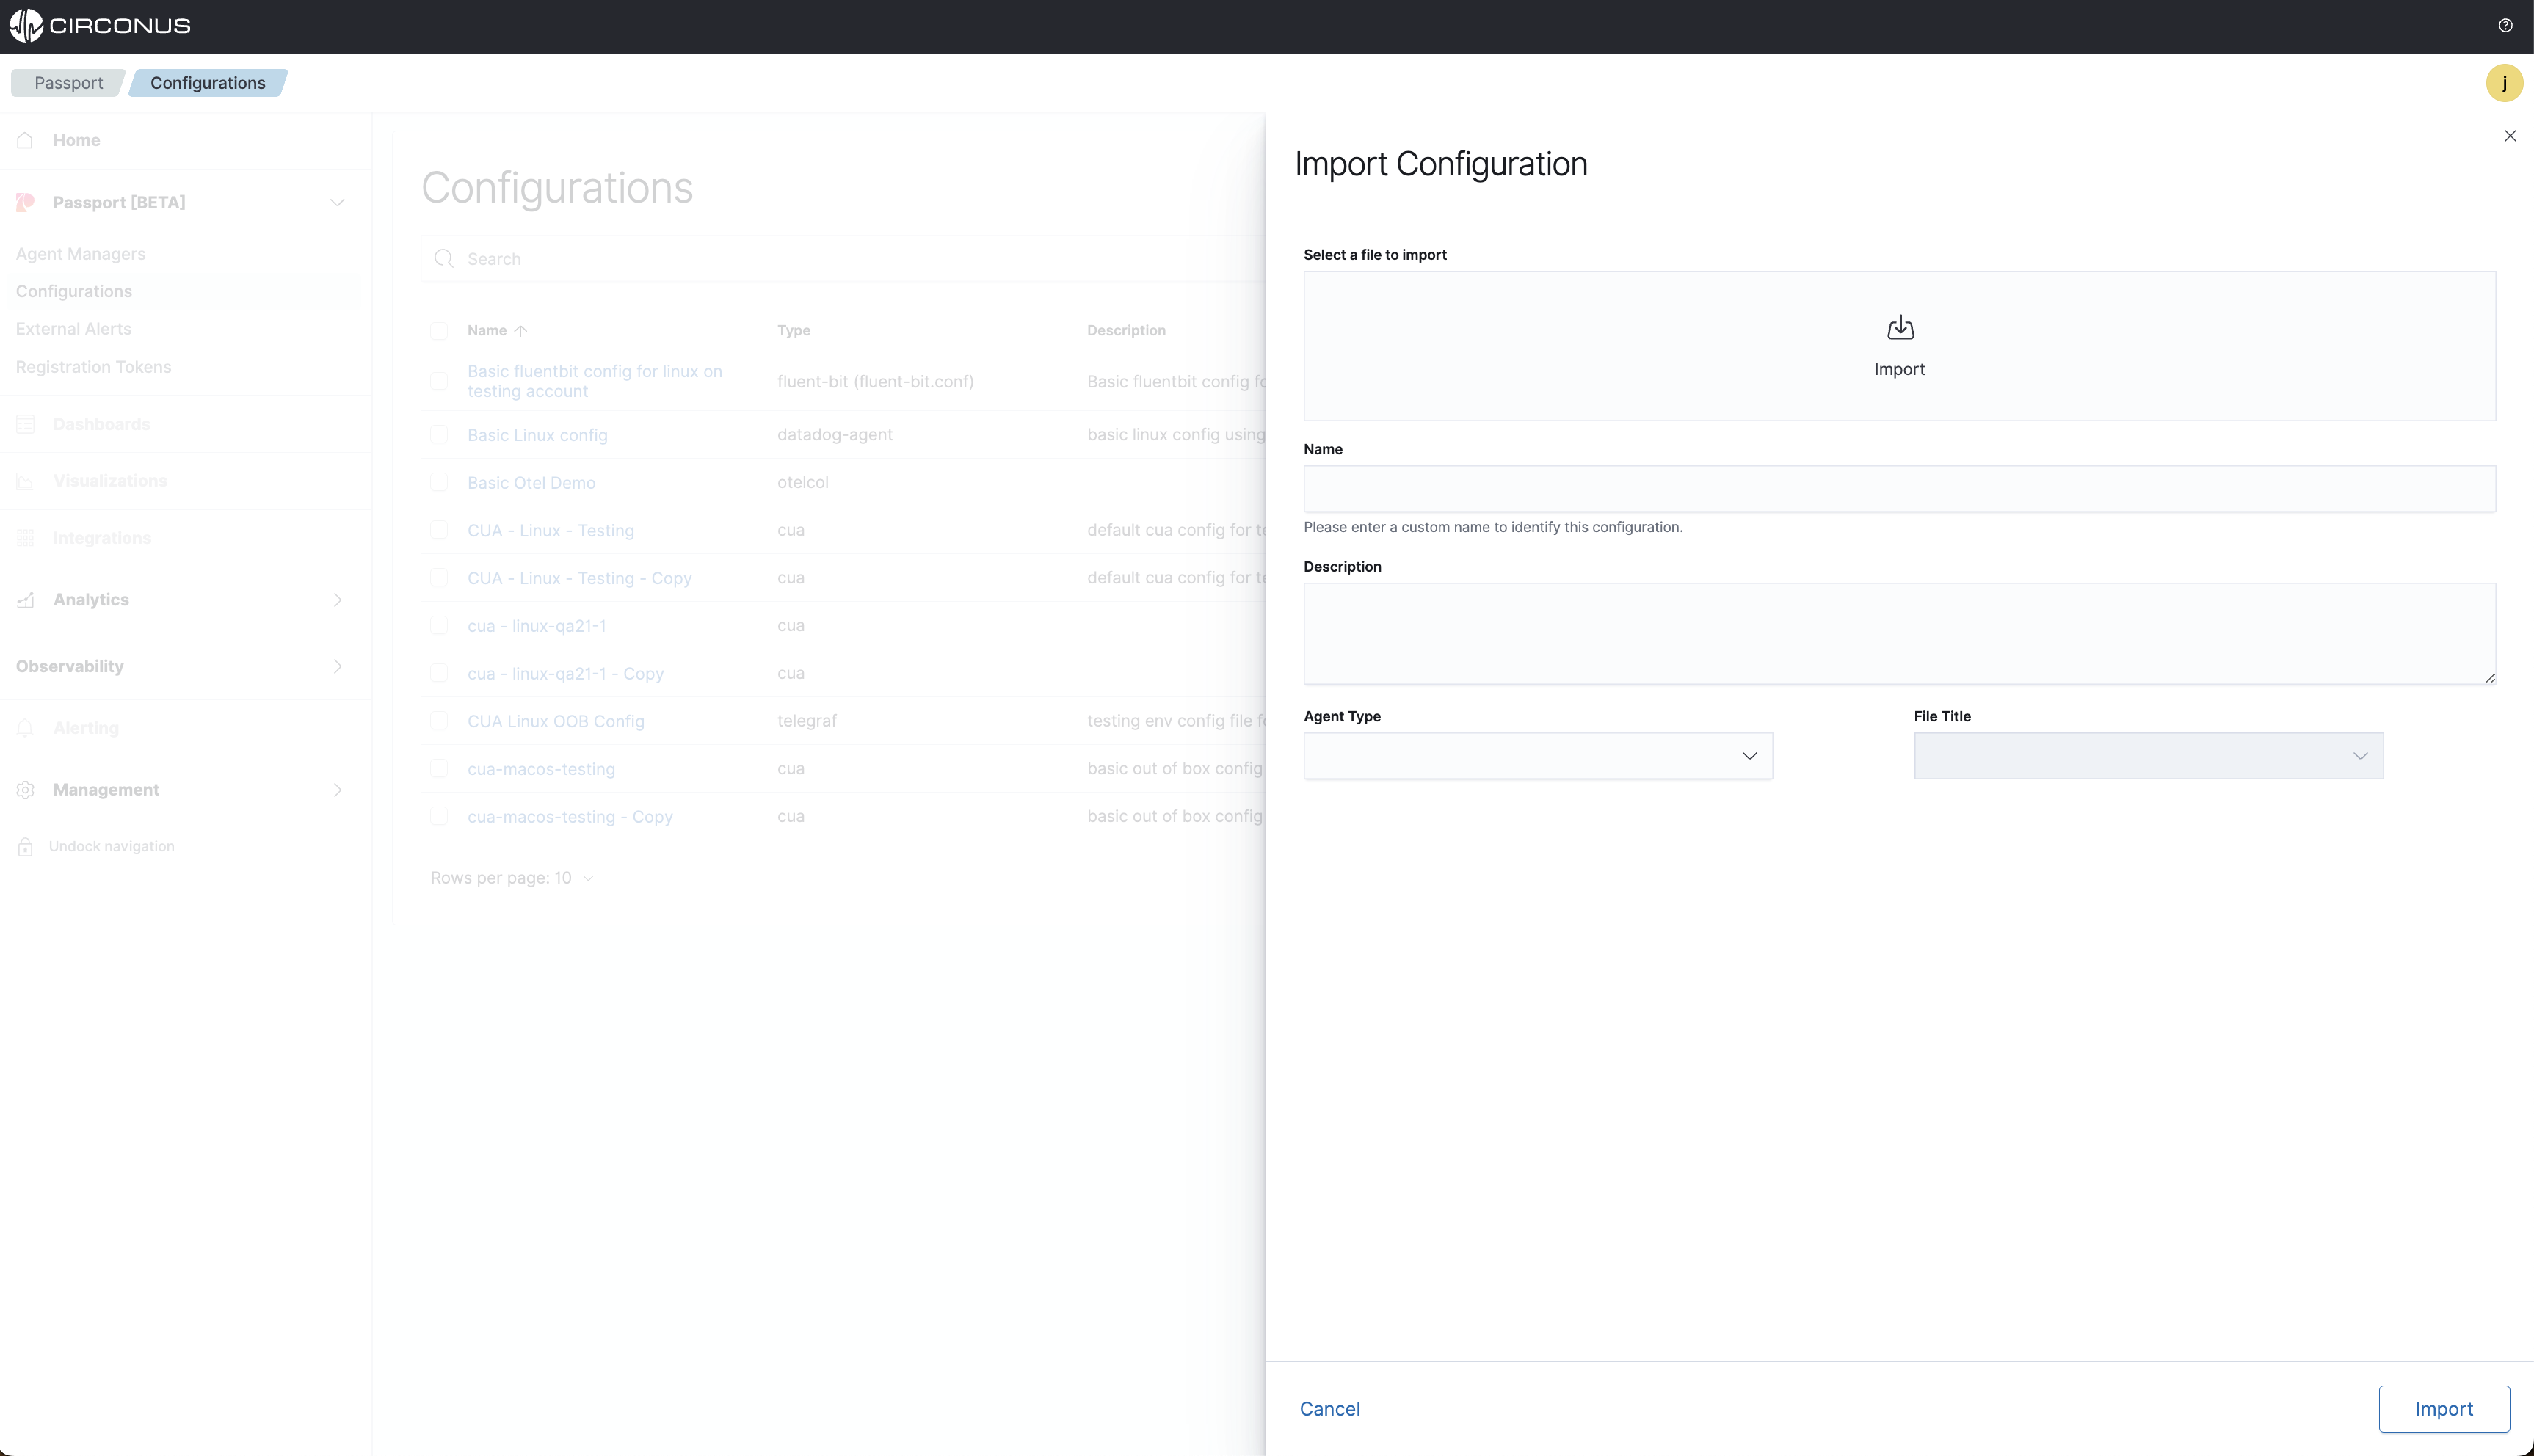 CIRCONUS
Passport
Configurations
j
Home
Passport [BETA]
Agent Managers
Configurations
External Alerts
Registration Tokens
Dashboards
Visualizations
Integrations
Analytics
Observability
Alerting
Management
Undock navigation
Configurations
Search
Name Type Description
Basic fluentbit config for linux on
testing account
fluent-bit (fluent-bit.conf) Basic fluentbit config fo
Basic Linux config datadog-agent basic linux config using
Basic Otel Demo otelcol
CUA - Linux - Testing cua default cua config for te
CUA - Linux - Testing - Copy cua default cua config for te
cua - linux-qa21-1 cua
cua - linux-qa21-1 - Copy cua
CUA Linux OOB Config telegraf testing env config file fo
cua-macos-testing cua basic out of box config
cua-macos-testing - Copy cua basic out of box config
Rows per page: 10
Import Configuration
Select a file to import
Import
Name
Please enter a custom name to identify this configuration.
Description
Agent Type File Title
Cancel Import